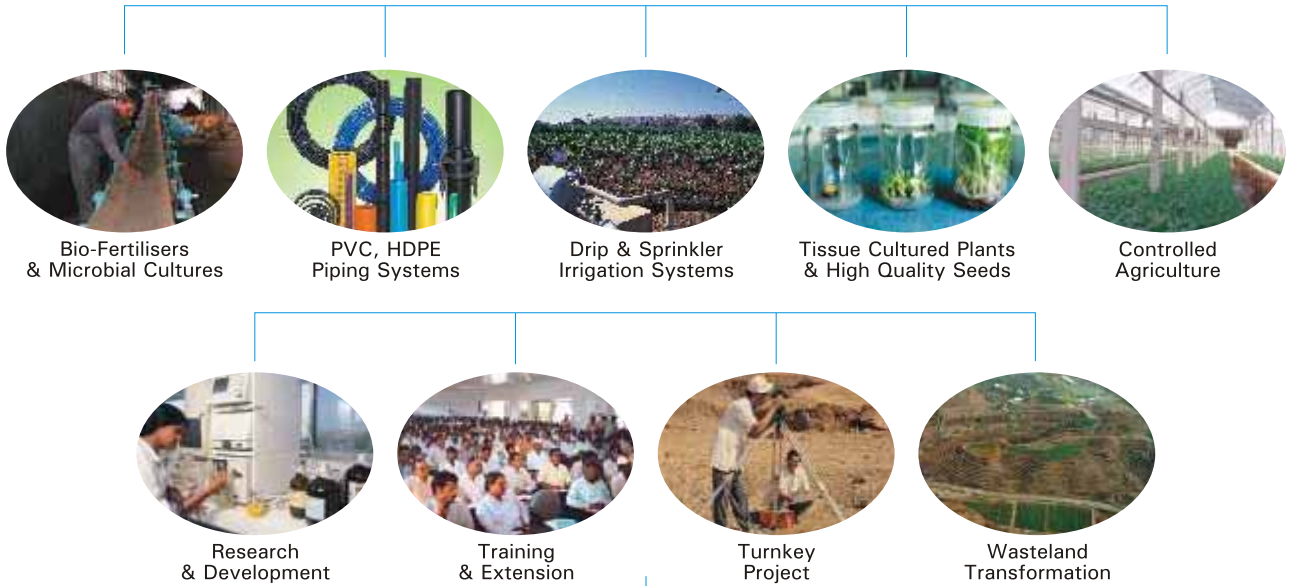 Bio-Fertilisers
& Microbial Cultures
PVC, HDPE
Piping Systems
Drip & Sprinkler
Irrigation Systems
Tissue Cultured Plants
& High Quality Seeds
Controlled
Agriculture
Research
& Development
Training
& Extension
Turnkey
Project
Wasteland
Transformation